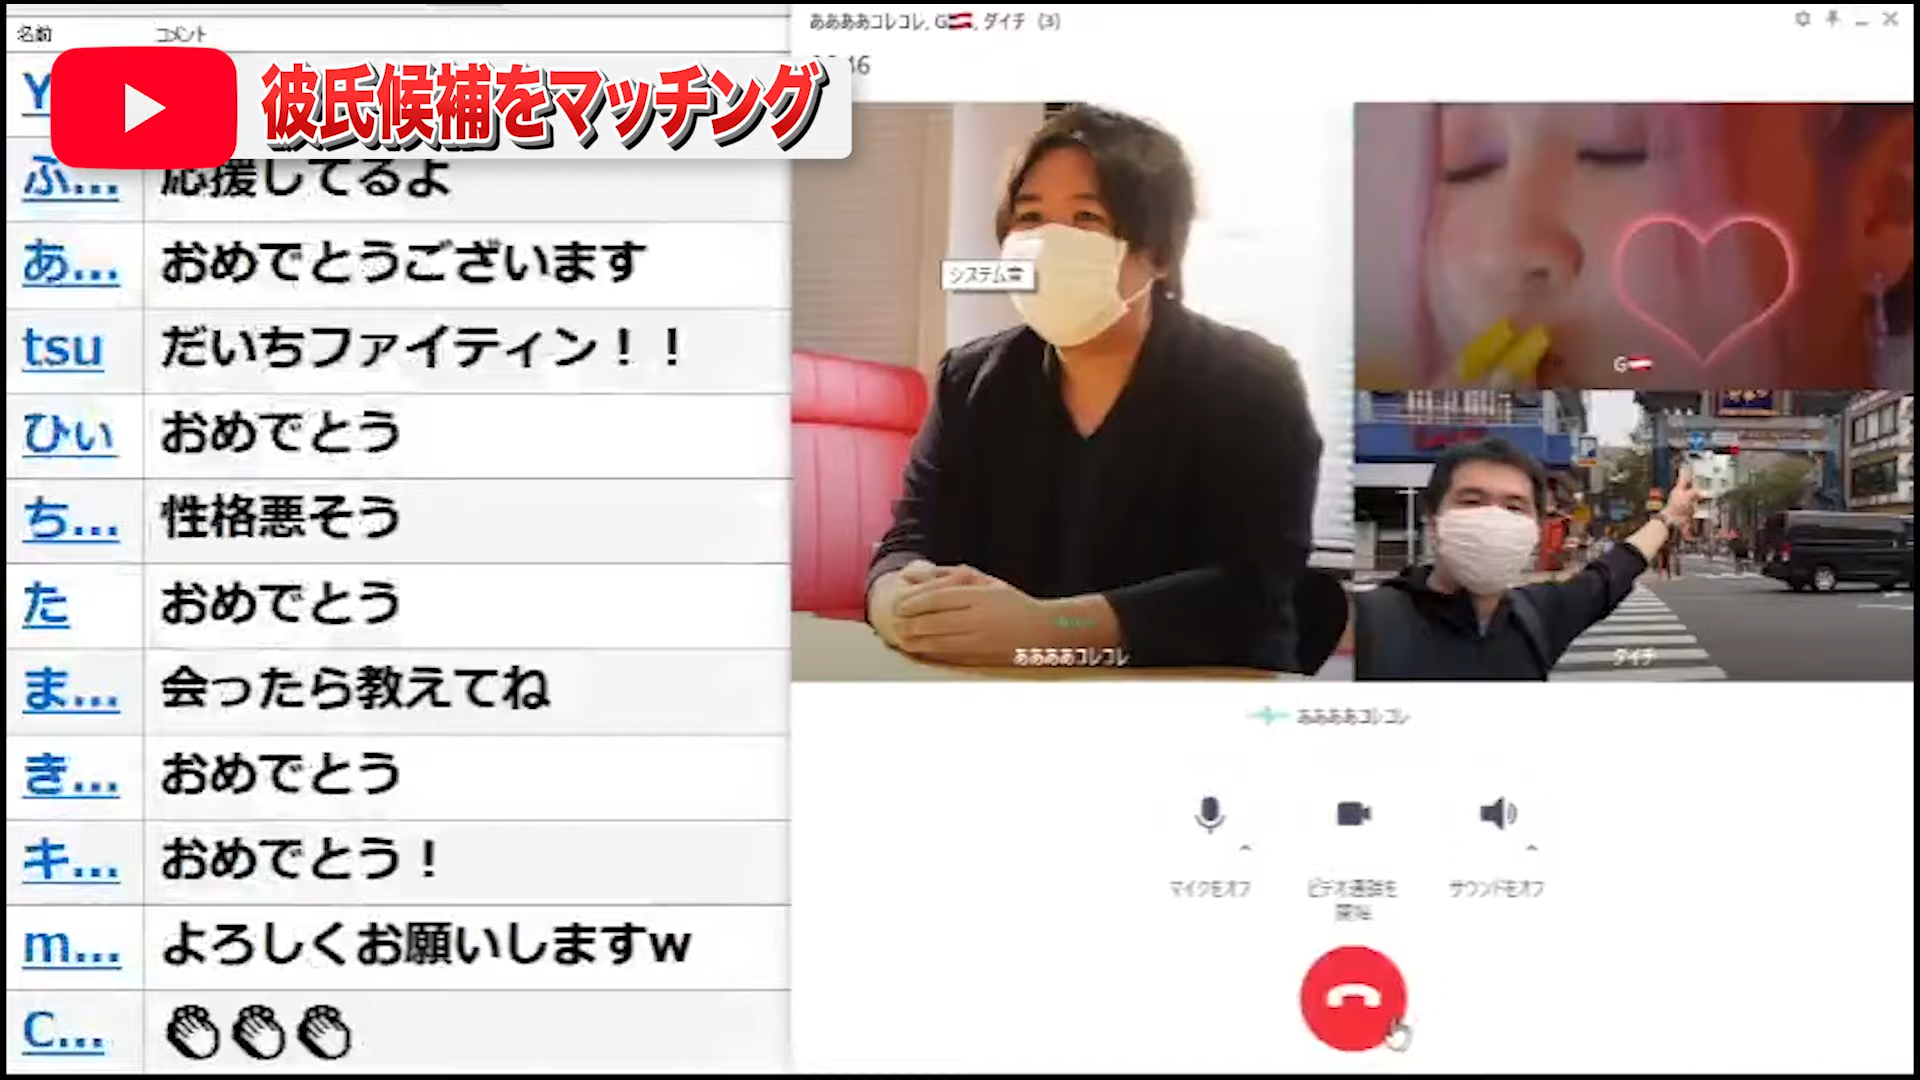 名前 コメント
彼氏候補をマッチング
Y
ぶ... 応援してるよ
あ... おめでとうございます
tsu だいちファイティン！！
ひぃ おめでとう
ち... 性格悪そう
た おめでとう
ま... 会ったら教えてね
き... おめでとう
キ... おめでとう！
m... よろしくお願いしますw
C... 👏👏👏
ああああコレコレ, G, ダイチ (3)
46
システム音
ああああコレコレ
G
ダイチ
ああああコレコレ
マイクをオフ
ビデオ通話を
開始
サウンドをオフ